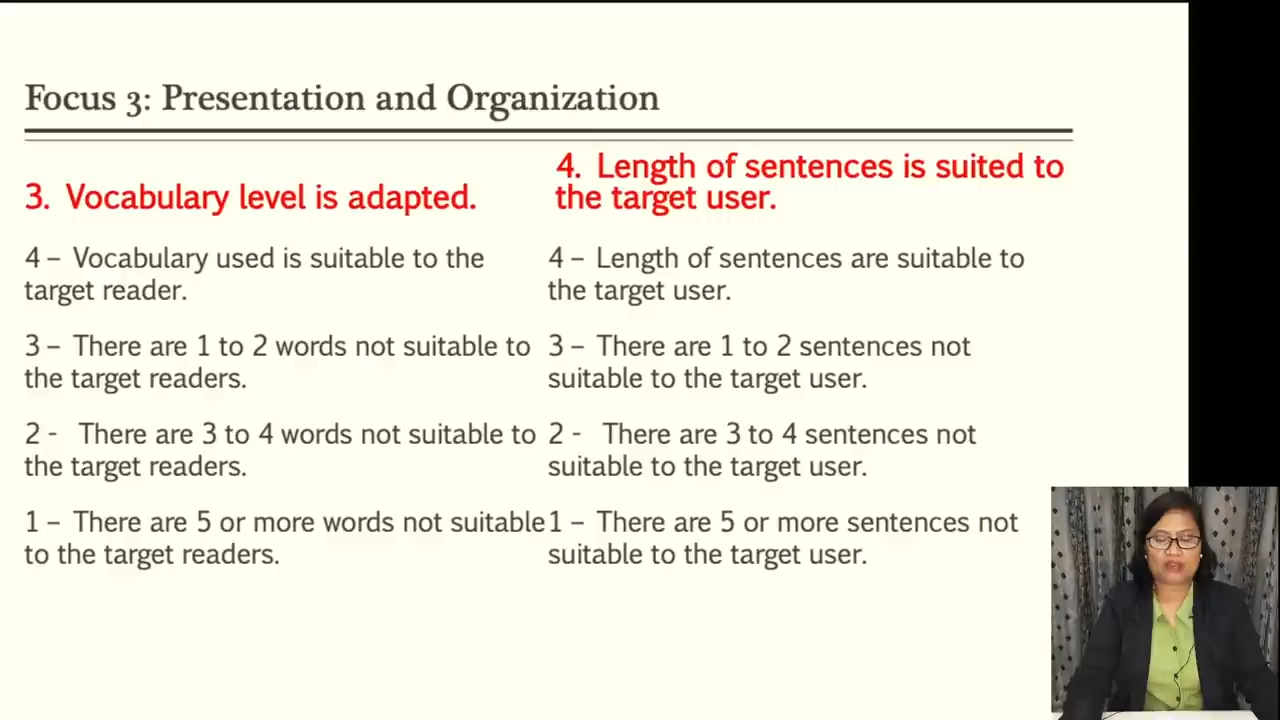 Focus 3: Presentation and Organization
3. Vocabulary level is adapted.
4 – Vocabulary used is suitable to the
target reader.
3 – There are 1 to 2 words not suitable to
the target readers.
2 - There are 3 to 4 words not suitable to
the target readers.
1 – There are 5 or more words not suitable
to the target readers.
4. Length of sentences is suited to
the target user.
4 – Length of sentences are suitable to
the target user.
3 – There are 1 to 2 sentences not
suitable to the target user.
2 - There are 3 to 4 sentences not
suitable to the target user.
1 – There are 5 or more sentences not
suitable to the target user.